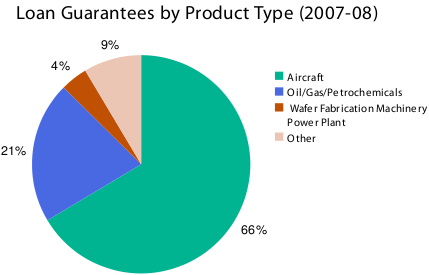 Loan Guarantees by Product Type (2007-08)
9%
4%
21%
66%
Aircraft
Oil/Gas/Petrochemicals
Wafer Fabrication Machinery
Power Plant
Other